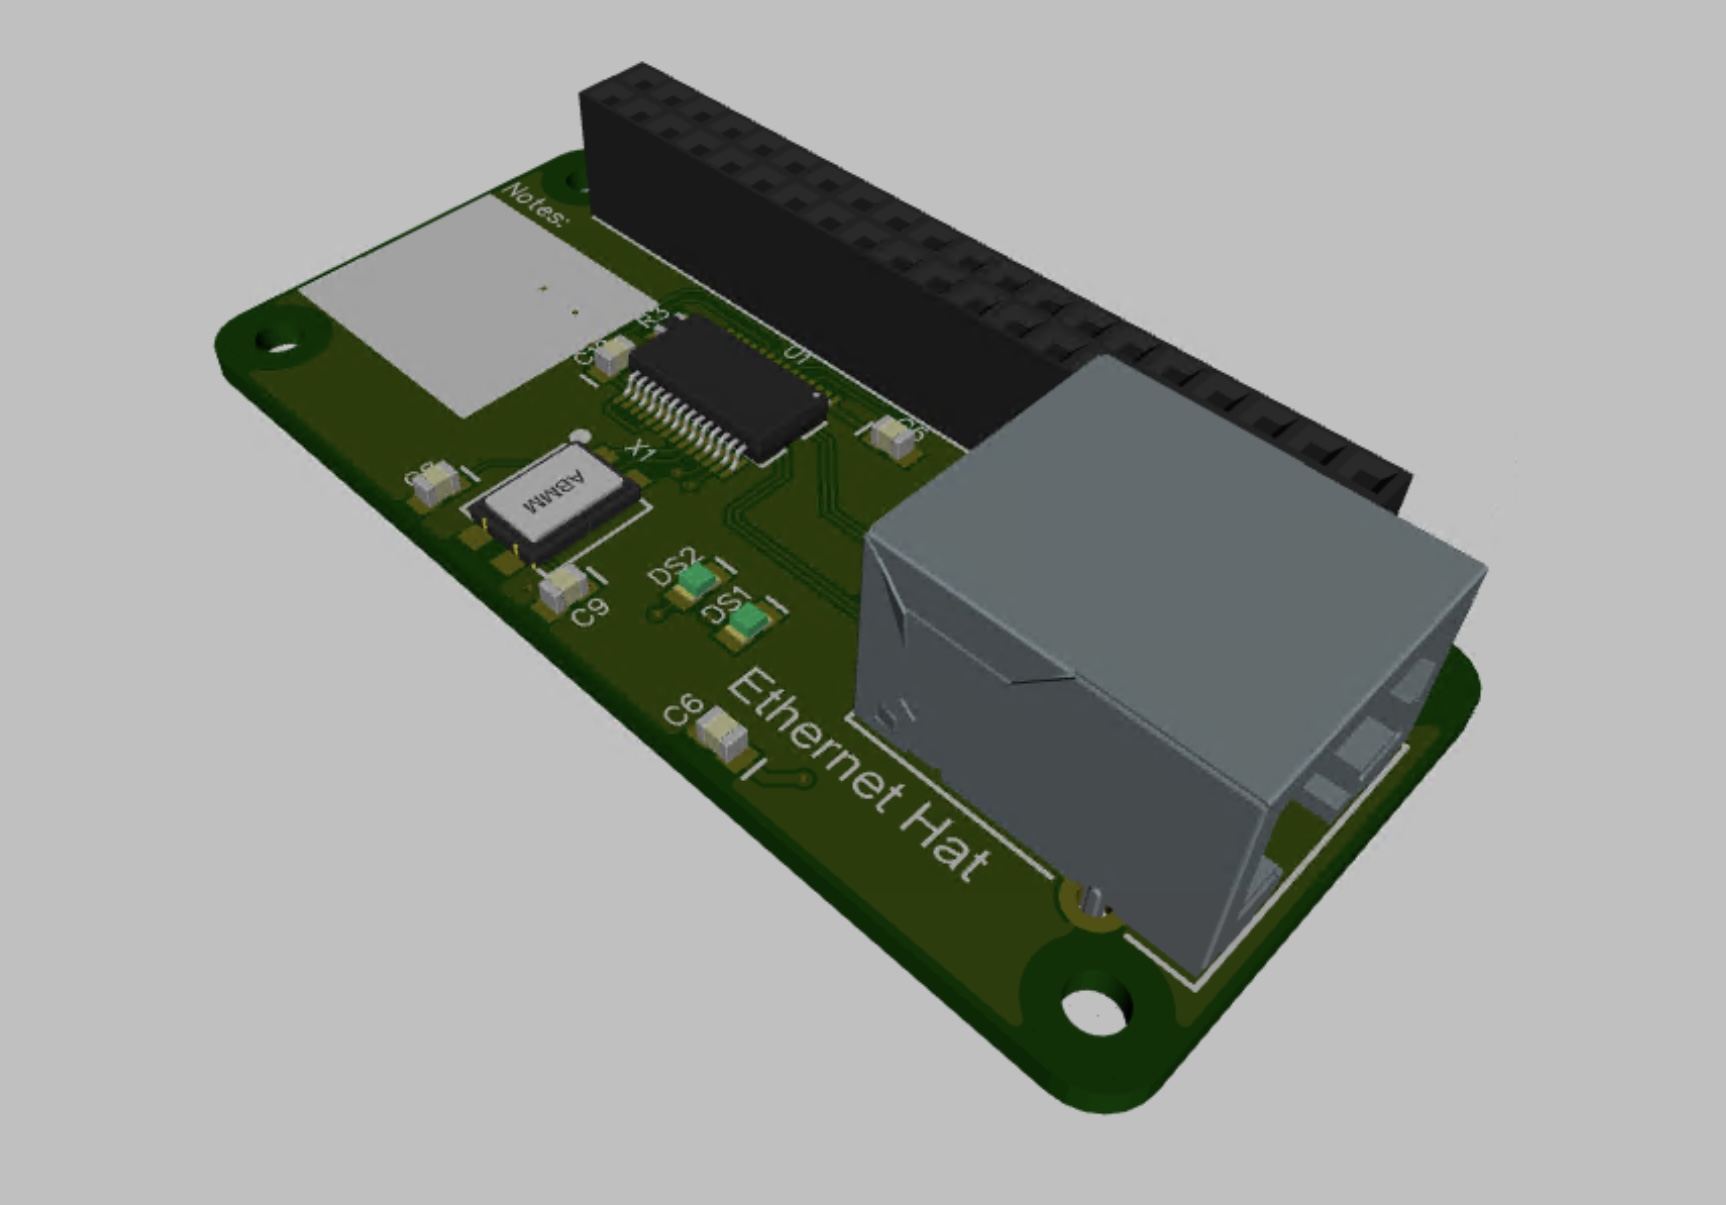 Notes:
R3
U1
X1
ABMM
DS2
DS1
C9
C6
Ethernet Hat